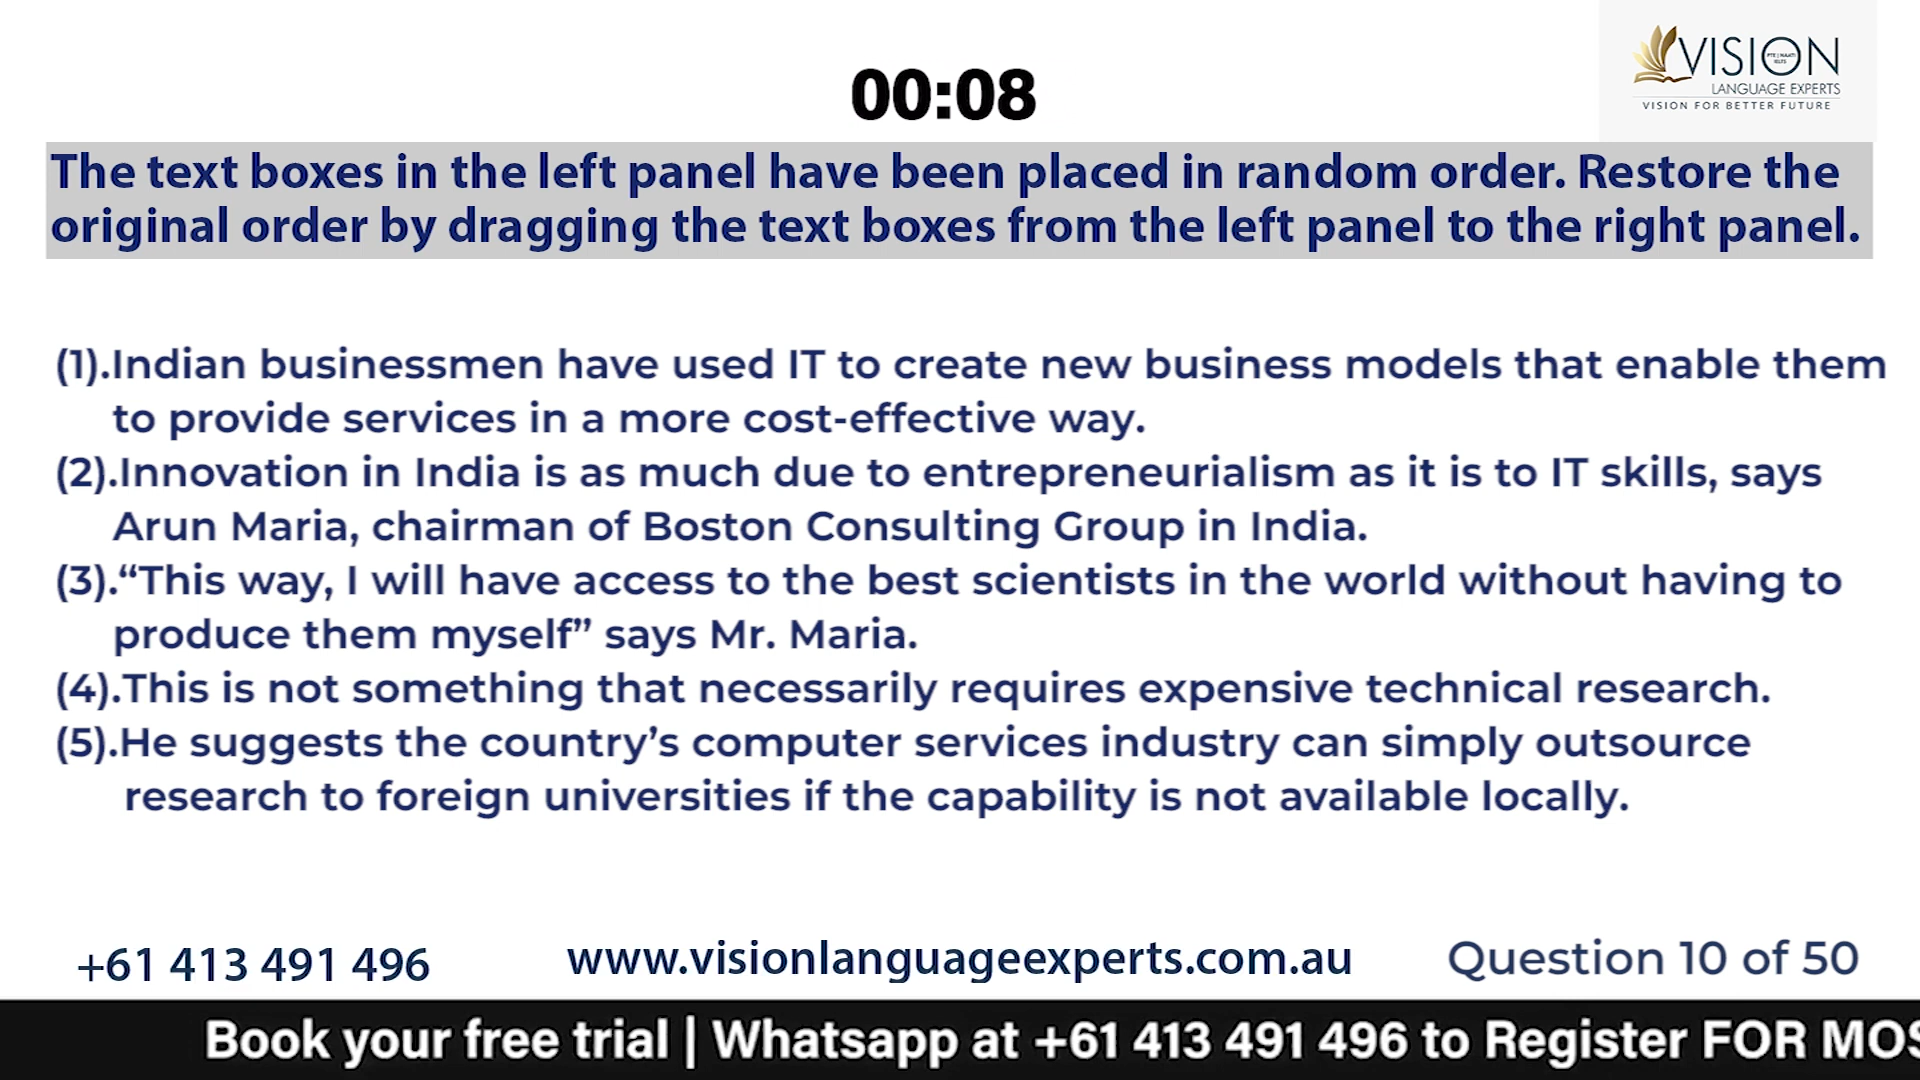 VISION
PTE | NAATI
IELTS
LANGUAGE EXPERTS
VISION FOR BETTER FUTURE
00:08
The text boxes in the left panel have been placed in random order. Restore the
original order by dragging the text boxes from the left panel to the right panel.
(1).Indian businessmen have used IT to create new business models that enable them
to provide services in a more cost-effective way.
(2).Innovation in India is as much due to entrepreneurialism as it is to IT skills, says
Arun Maria, chairman of Boston Consulting Group in India.
(3).“This way, I will have access to the best scientists in the world without having to
produce them myself” says Mr. Maria.
(4).This is not something that necessarily requires expensive technical research.
(5).He suggests the country’s computer services industry can simply outsource
research to foreign universities if the capability is not available locally.
+61 413 491 496
www.visionlanguageexperts.com.au
Question 10 of 50
Book your free trial | Whatsapp at +61 413 491 496 to Register FOR MOS